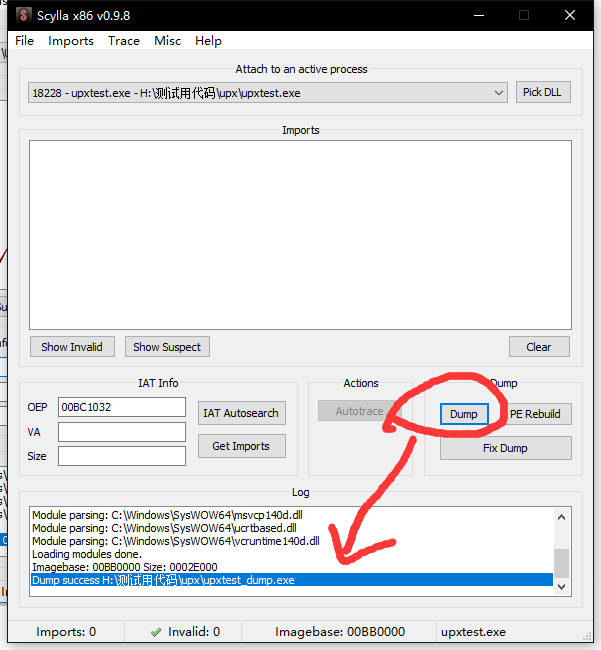 Scylla x86 v0.9.8
File Imports Trace Misc Help
Attach to an active process
18228 - upxtest.exe - H:\测试用代码\upx\upxtest.exe
Pick DLL
Imports
Show Invalid
Show Suspect
Clear
IAT Info
OEP 00BC1032
VA
Size
IAT Autosearch
Get Imports
Actions
Autotrace
Dump
Dump
PE Rebuild
Fix Dump
Log
Module parsing: C:\Windows\SysWOW64\msvcp140d.dll
Module parsing: C:\Windows\SysWOW64\ucrtbased.dll
Module parsing: C:\Windows\SysWOW64\vcruntime140d.dll
Loading modules done.
Imagebase: 00BB0000 Size: 0002E000
Dump success H:\测试用代码\upx\upxtest_dump.exe
Imports: 0
Invalid: 0
Imagebase: 00BB0000
upxtest.exe